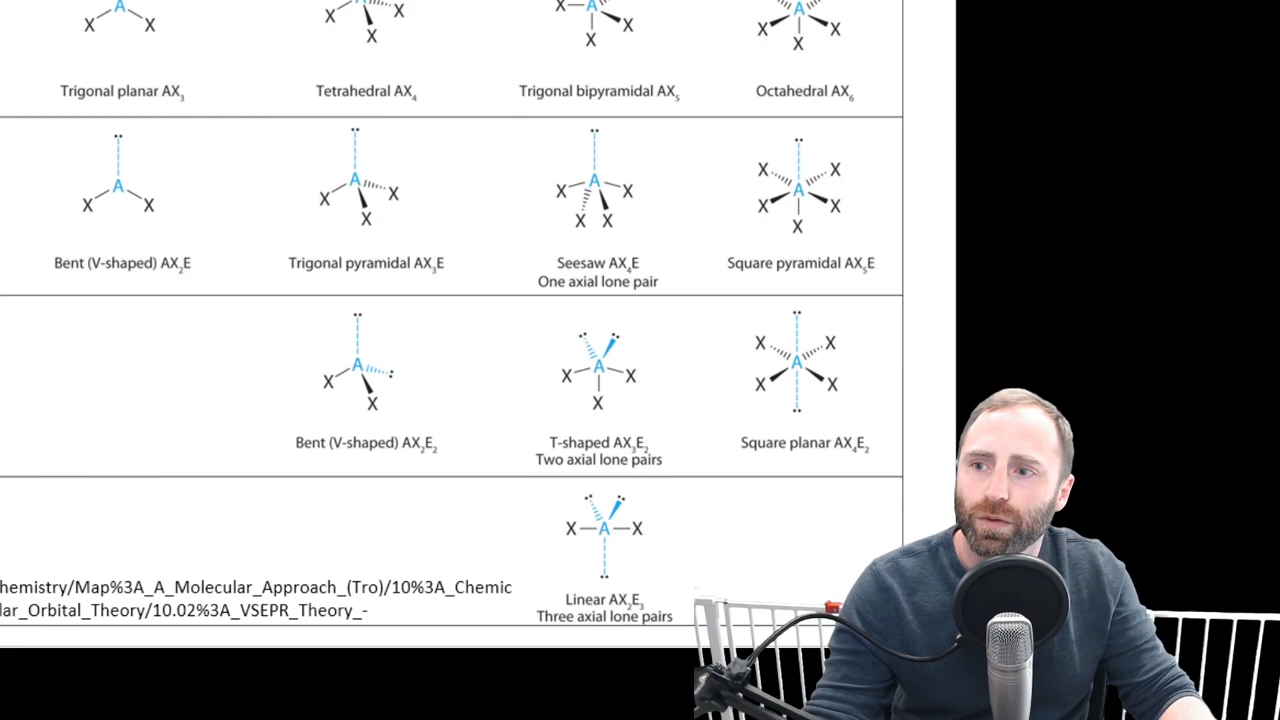 A
X X
A
X X
A
X
X
A
X X
X
Trigonal planar AX3
Tetrahedral AX4
Trigonal bipyramidal AX5
Octahedral AX6
A
X X
A
X X
X
A
X X
X X
X X
A
X X
X
Bent (V-shaped) AX2E
Trigonal pyramidal AX3E
Seesaw AX4E
One axial lone pair
Square pyramidal AX5E
A
X
X
A
X X
X
X X
A
X X
Bent (V-shaped) AX2E2
T-shaped AX3E2
Two axial lone pairs
Square planar AX4E2
X A X
hemistry/Map%3A_A_Molecular_Approach_(Tro)/10%3A_Chemic
lar_Orbital_Theory/10.02%3A_VSEPR_Theory_-
Linear AX2E3
Three axial lone pairs